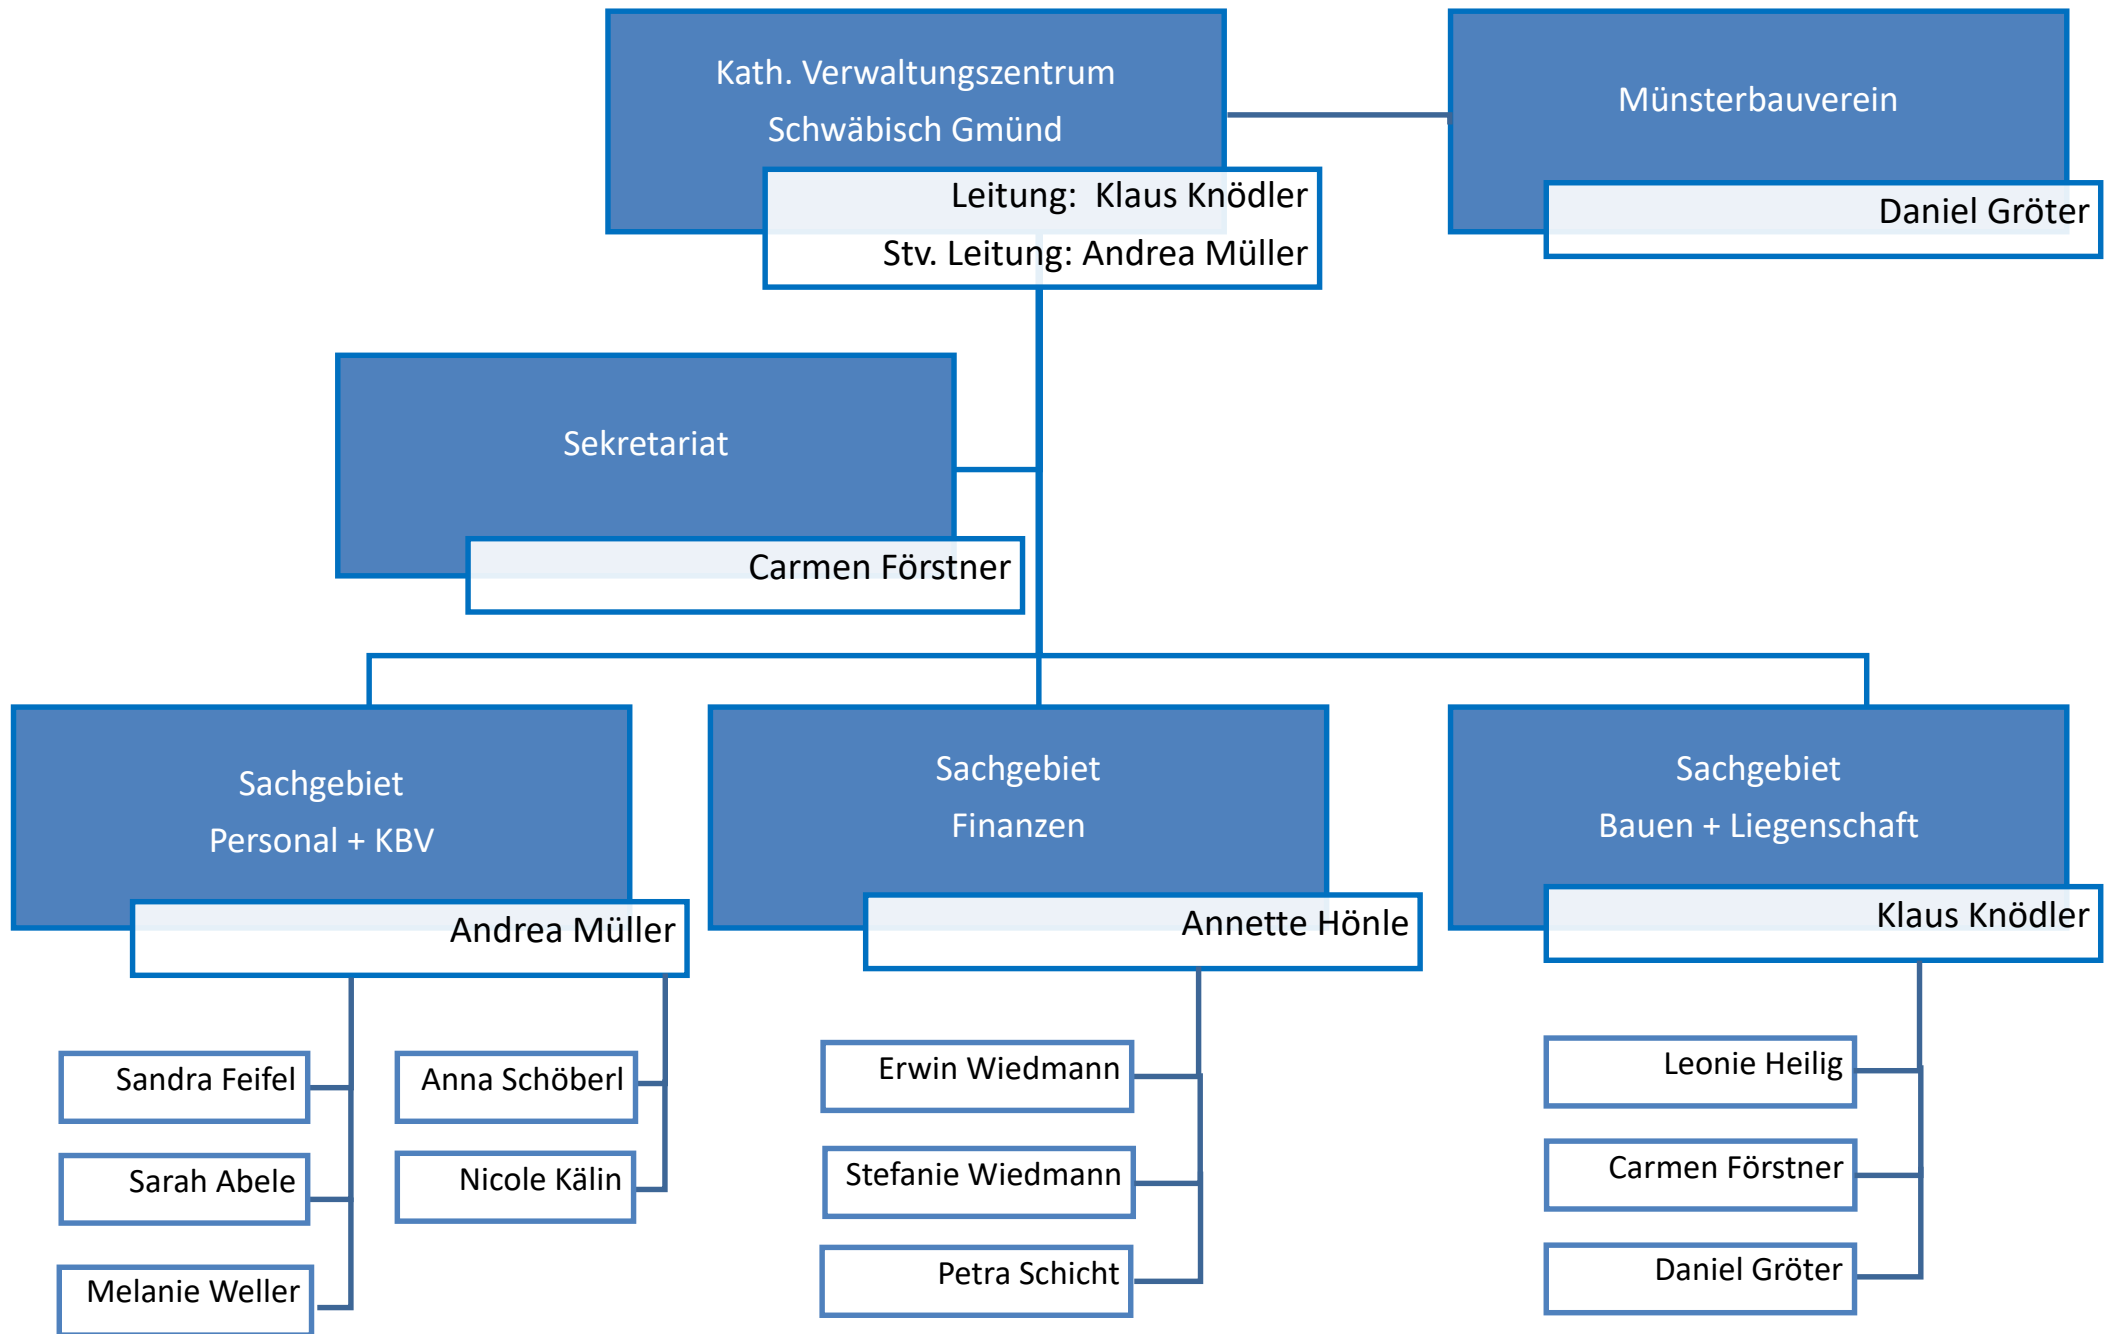 Kath. Verwaltungszentrum
Schwäbisch Gmünd
Leitung:  Klaus Knödler
Stv. Leitung: Andrea Müller
Münsterbauverein
Daniel Gröter
Sekretariat
Carmen Förstner
Sachgebiet
Personal + KBV
Andrea Müller
Sandra Feifel
Sarah Abele
Melanie Weller
Anna Schöberl
Nicole Kälin
Sachgebiet
Finanzen
Annette Hönle
Erwin Wiedmann
Stefanie Wiedmann
Petra Schicht
Sachgebiet
Bauen + Liegenschaft
Klaus Knödler
Leonie Heilig
Carmen Förstner
Daniel Gröter